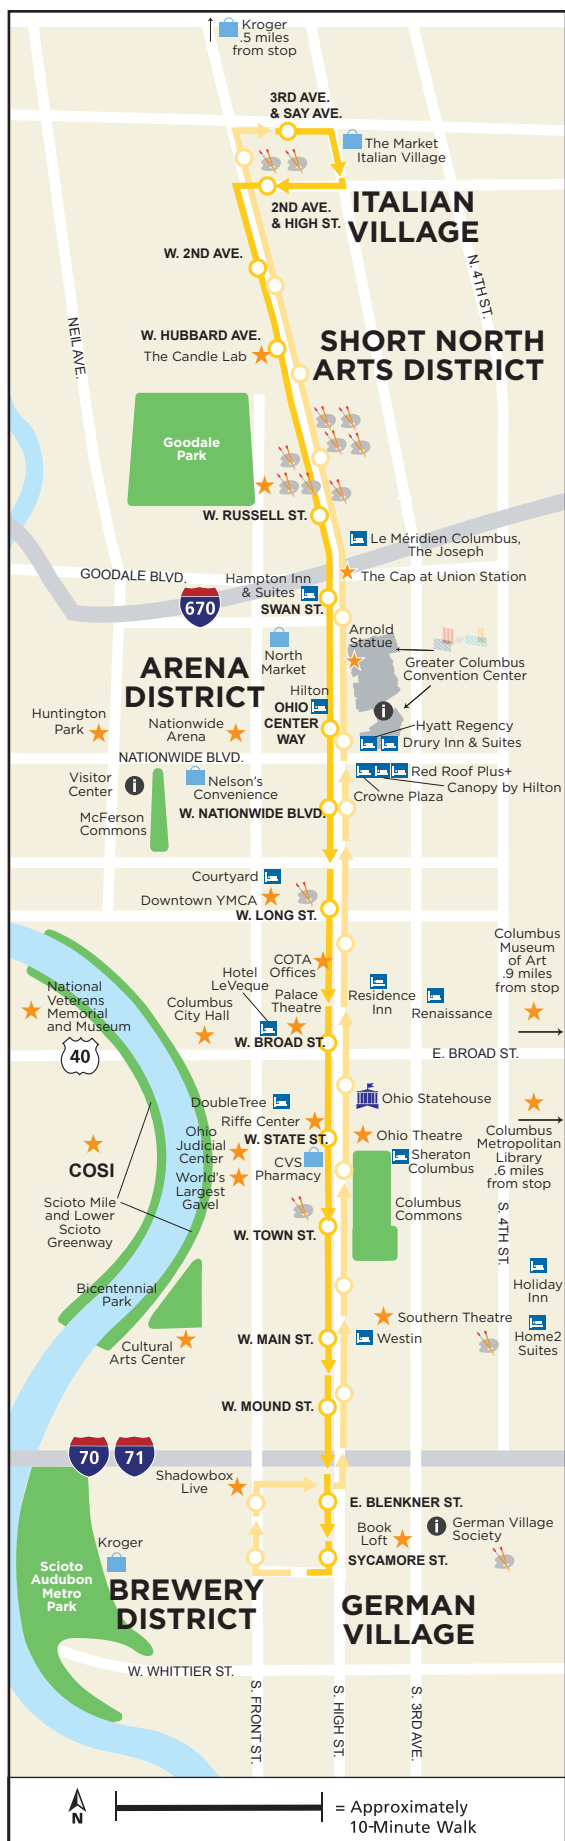 Kroger
.5 miles
from stop
3RD AVE.
& SAY AVE.
The Market
Italian Village
2ND AVE.
& HIGH ST.
ITALIAN
VILLAGE
W. 2ND AVE.
N. 4TH ST.
NEIL AVE.
W. HUBBARD AVE.
The Candle Lab
SHORT NORTH
ARTS DISTRICT
Goodale
Park
W. RUSSELL ST.
Le Méridien Columbus,
The Joseph
GOODALE BLVD.
Hampton Inn
& Suites
The Cap at Union Station
670
SWAN ST.
Arnold
Statue
North
Market
Greater Columbus
Convention Center
ARENA
DISTRICT
Hilton
OHIO
CENTER
WAY
i
Huntington
Park
Nationwide
Arena
Hyatt Regency
Drury Inn & Suites
NATIONWIDE BLVD.
Visitor
Center
i
Nelson's
Convenience
Red Roof Plus+
Canopy by Hilton
Crowne Plaza
McFerson
Commons
W. NATIONWIDE BLVD.
Courtyard
Downtown YMCA
W. LONG ST.
Columbus
Museum
of Art
.9 miles
from stop
COTA
Offices
Hotel
LeVeque
Palace
Theatre
Residence
Inn
Renaissance
National
Veterans
Memorial
and Museum
Columbus
City Hall
W. BROAD ST.
E. BROAD ST.
40
DoubleTree
Ohio Statehouse
Riffe Center
Ohio
Judicial
Center
W. STATE ST.
Ohio Theatre
Columbus
Metropolitan
Library
.6 miles
from stop
COSI
CVS
Pharmacy
Sheraton
Columbus
World's
Largest
Gavel
Scioto Mile
and Lower
Scioto
Greenway
Columbus
Commons
W. TOWN ST.
S. 4TH ST.
Bicentennial
Park
Holiday
Inn
Southern Theatre
Cultural
Arts Center
W. MAIN ST.
Westin
Home2
Suites
W. MOUND ST.
70
71
Shadowbox
Live
E. BLENKNER ST.
Book
Loft
i
German Village
Society
Kroger
SYCAMORE ST.
Scioto
Audubon
Metro
Park
BREWERY
DISTRICT
GERMAN
VILLAGE
W. WHITTIER ST.
S. FRONT ST.
S. HIGH ST.
S. 3RD AVE.
N
= Approximately
10-Minute Walk